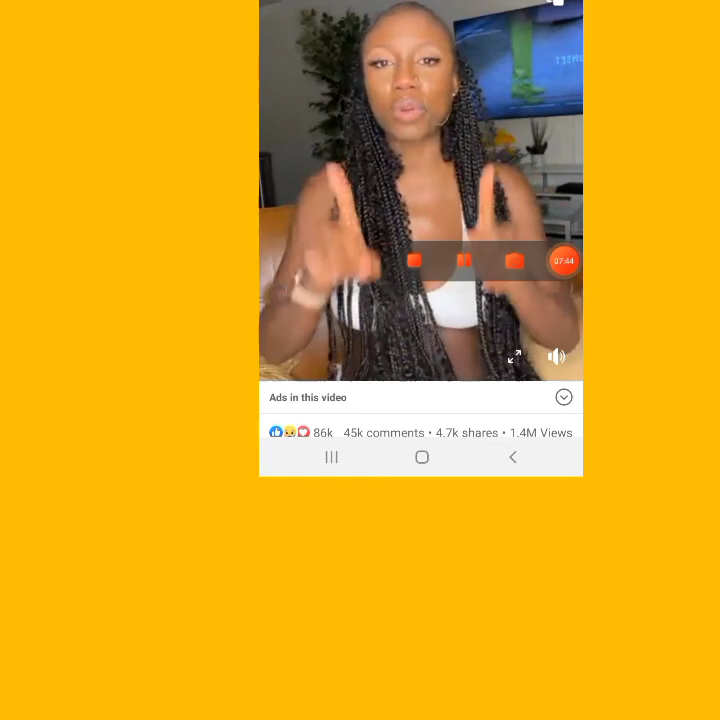 07:44
Ads in this video
86k 45k comments • 4.7k shares • 1.4M Views